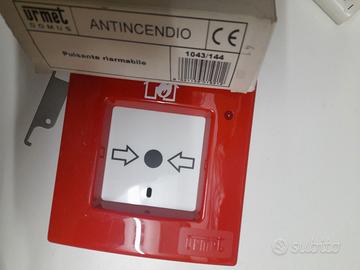 urmet
DOMUS
ANTINCENDIO
CE
Pulsante riarmabile
1043/144
urmet
subito